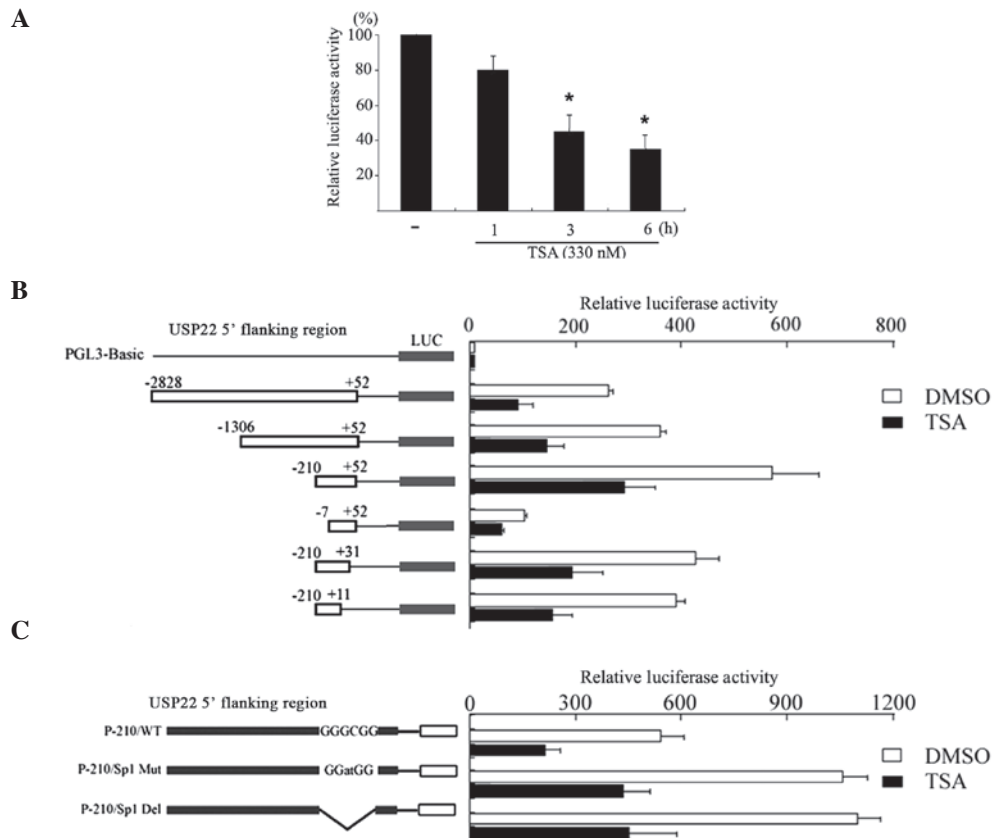 A
(%)
Relative luciferase activity
100
80
60
40
20
*
*
- 1 3 6 (h)
TSA (330 nM)
B
Relative luciferase activity
0 200 400 600 800
USP22 5' flanking region
LUC
PGL3-Basic
-2828 +52
-1306 +52
-210 +52
-7 +52
-210 +31
-210 +11
DMSO
TSA
C
Relative luciferase activity
0 300 600 900 1200
USP22 5' flanking region
P-210/WT GGGCGG
P-210/Sp1 Mut GGatGG
P-210/Sp1 Del
DMSO
TSA